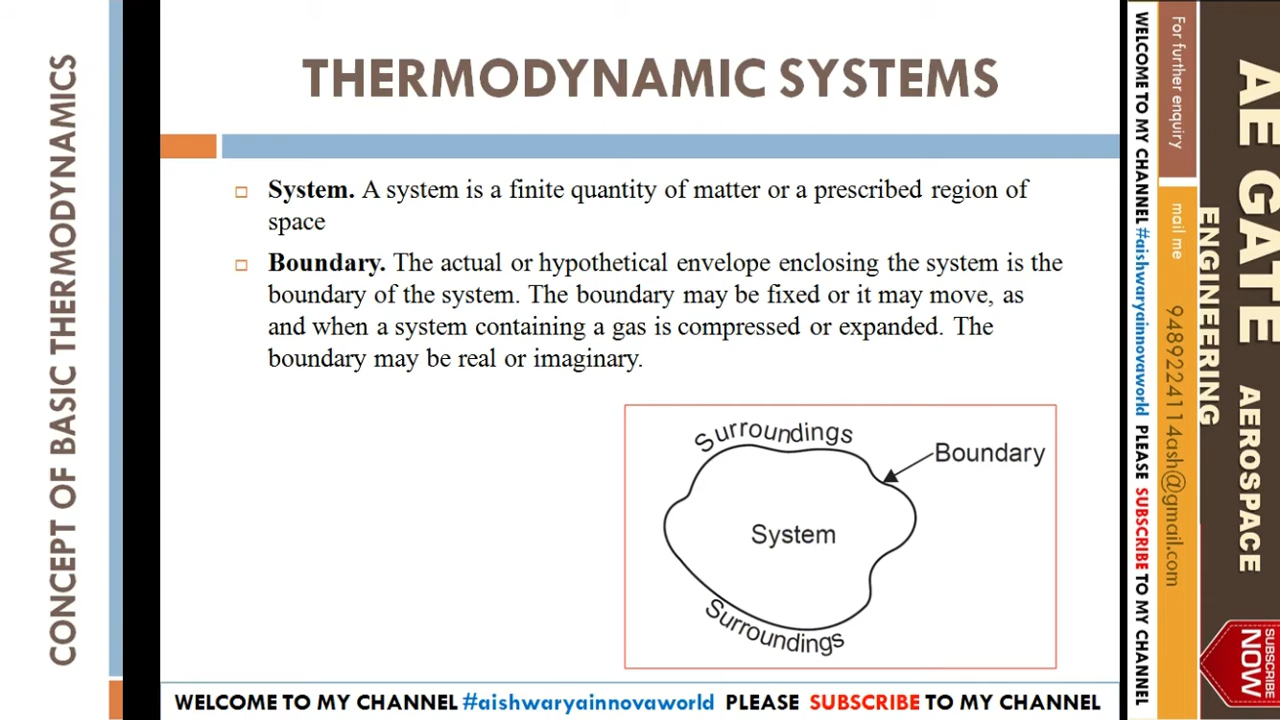 CONCEPT OF BASIC THERMODYNAMICS
THERMODYNAMIC SYSTEMS
System. A system is a finite quantity of matter or a prescribed region of
space
Boundary. The actual or hypothetical envelope enclosing the system is the
boundary of the system. The boundary may be fixed or it may move, as
and when a system containing a gas is compressed or expanded. The
boundary may be real or imaginary.
Surroundings
Boundary
System
Surroundings
WELCOME TO MY CHANNEL #aishwaryainnovaworld PLEASE SUBSCRIBE TO MY CHANNEL
WELCOME TO MY CHANNEL #aishwaryainnovaworld PLEASE SUBSCRIBE TO MY CHANNEL
For further enquiry
mail me 9489224114ash@gmail.com
AE GATE AEROSPACE
ENGINEERING
SUBSCRIBE
NOW